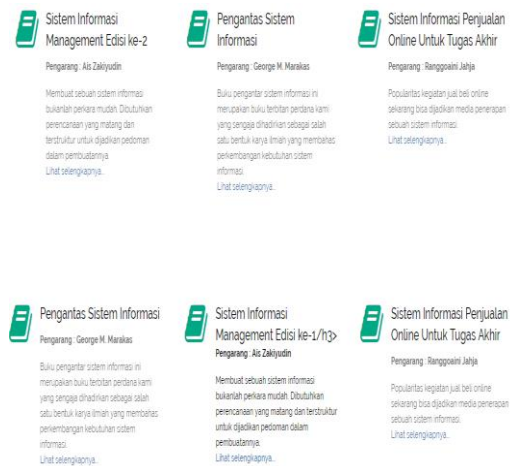 Sistem Informasi
Management Edisi ke-2
Pengarang : Ais Zakiyudin
Membuat sebuah sistem informasi
bukanlah perkara mudah. Dibutuhkan
perencanaan yang matang dan
terstruktur untuk dijadikan pedoman
dalam pembuatannya.
Lihat selengkapnya..
Pengantas Sistem
Informasi
Pengarang : George M. Marakas
Buku pengantar sistem informasi ini
merupakan buku terbitan perdana kami
yang sengaja dihadirkan sebagai salah
satu bentuk karya ilmiah yang membahas
perkembangan kebutuhan sistem
informasi
Lihat selengkapnya..
Sistem Informasi Penjualan
Online Untuk Tugas Akhir
Pengarang : Ranggoaini Jahja
Popularitas kegiatan jual beli online
sekarang bisa dijadikan media penerapan
sebuah sistem informasi.
Lihat selengkapnya..
Pengantas Sistem Informasi
Pengarang : George M. Marakas
Buku pengantar sistem informasi ini
merupakan buku terbitan perdana kami
yang sengaja dihadirkan sebagai salah
satu bentuk karya ilmiah yang membahas
perkembangan kebutuhan sistem
informasi
Lihat selengkapnya..
Sistem Informasi
Management Edisi ke-1/h3>
Pengarang : Ais Zakiyudin
Membuat sebuah sistem informasi
bukanlah perkara mudah. Dibutuhkan
perencanaan yang matang dan terstruktur
untuk dijadikan pedoman dalam
pembuatannya.
Lihat selengkapnya..
Sistem Informasi Penjualan
Online Untuk Tugas Akhir
Pengarang : Ranggoaini Jahja
Popularitas kegiatan jual beli online
sekarang bisa dijadikan media penerapan
sebuah sistem informasi.
Lihat selengkapnya..